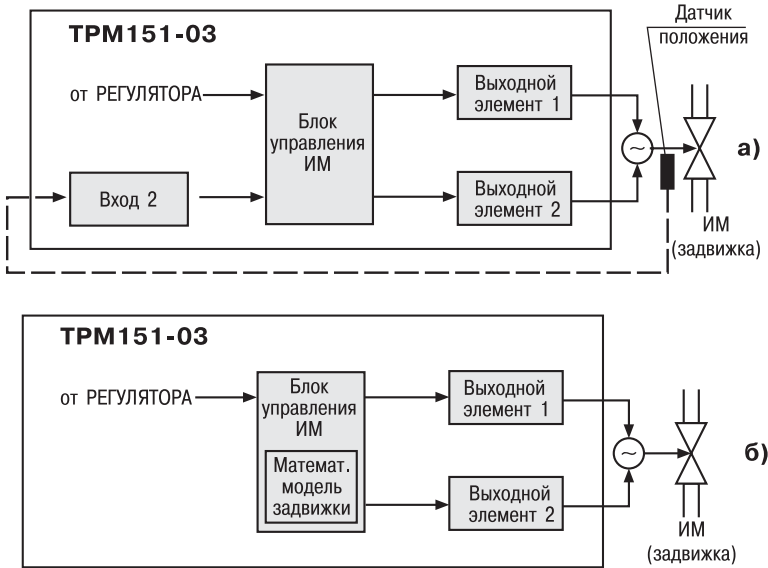 Датчик
положения
ТРМ151-03
от РЕГУЛЯТОРА
Блок
управления
ИМ
Выходной
элемент 1
~
а)
Вход 2
Выходной
элемент 2
ИМ
(задвижка)
ТРМ151-03
от РЕГУЛЯТОРА
Блок
управления
ИМ
Математ.
модель
задвижки
Выходной
элемент 1
~
б)
Выходной
элемент 2
ИМ
(задвижка)